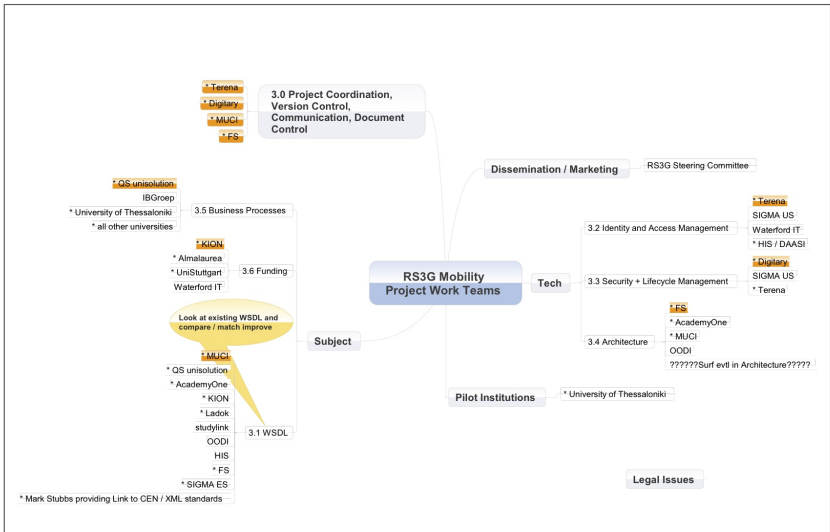 * Terena
* Digitary
* MUCI
* FS
3.0 Project Coordination,
Version Control,
Communication, Document
Control
Dissemination / Marketing
RS3G Steering Committee
* QS unisolution
IBGroep
* University of Thessaloniki
* all other universities
3.5 Business Processes
* KION
* Almalaurea
* UniStuttgart
Waterford IT
3.6 Funding
Look at existing WSDL and
compare / match improve
* MUCI
* QS unisolution
* AcademyOne
* KION
* Ladok
studylink
OODI
HIS
* FS
* SIGMA ES
* Mark Stubbs providing Link to CEN / XML standards
3.1 WSDL
Subject
RS3G Mobility
Project Work Teams
Tech
3.2 Identity and Access Management
* Terena
SIGMA US
Waterford IT
* HIS / DAASI
3.3 Security + Lifecycle Management
* Digitary
SIGMA US
* Terena
3.4 Architecture
* FS
* AcademyOne
* MUCI
OODI
??????Surf evtl in Architecture?????
Pilot Institutions
* University of Thessaloniki
Legal Issues